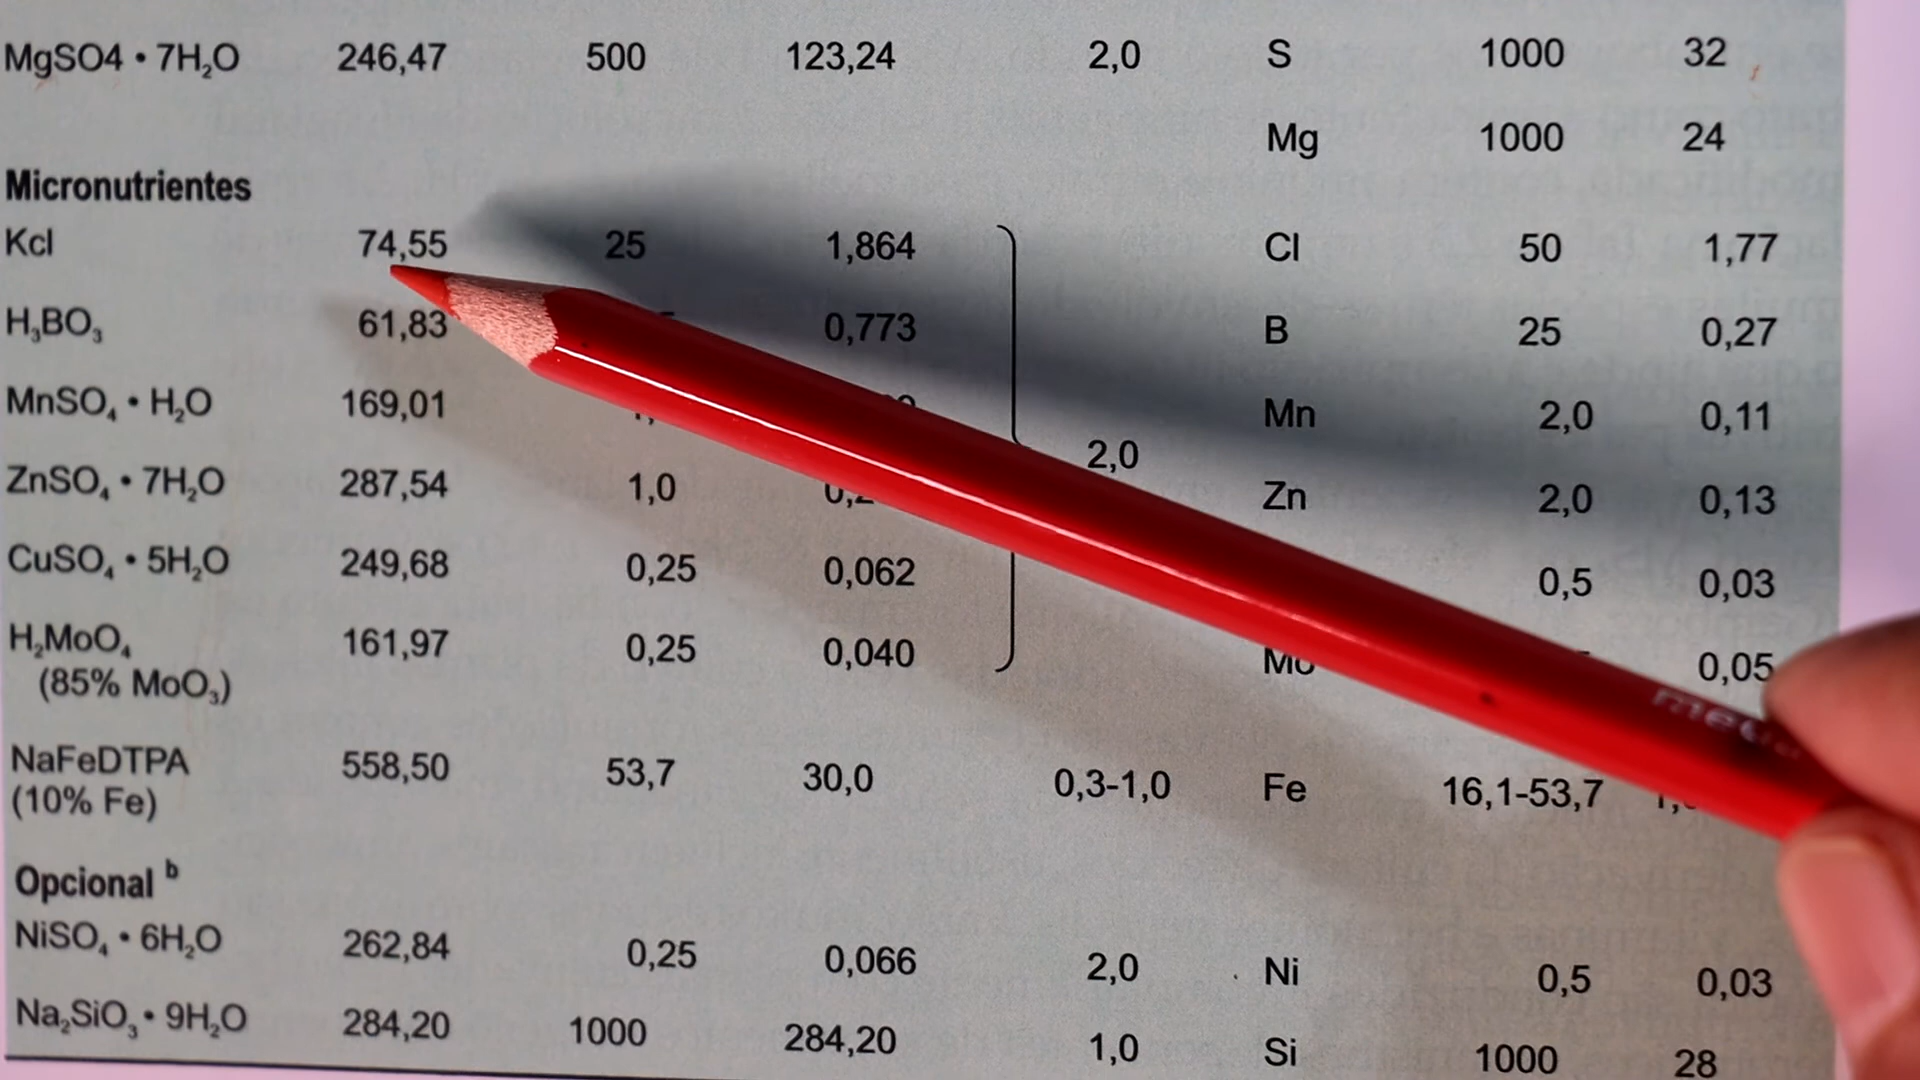 MgSO4 • 7H₂O 246,47 500 123,24 2,0 S 1000 32
Mg 1000 24
Micronutrientes
Kcl 74,55 25 1,864 Cl 50 1,77
H₃BO₃ 61,83 0,773 B 25 0,27
MnSO₄ • H₂O 169,01 Mn 2,0 0,11
2,0
ZnSO₄ • 7H₂O 287,54 1,0 Zn 2,0 0,13
CuSO₄ • 5H₂O 249,68 0,25 0,062 0,5 0,03
H₂MoO₄ 161,97 0,25 0,040 Mo 0,05
(85% MoO₃)
NaFeDTPA 558,50 53,7 30,0 0,3-1,0 Fe 16,1-53,7
(10% Fe)
Opcional ᵇ
NiSO₄ • 6H₂O 262,84 0,25 0,066 2,0 Ni 0,5 0,03
Na₂SiO₃ • 9H₂O 284,20 1000 284,20 1,0 Si 1000 28